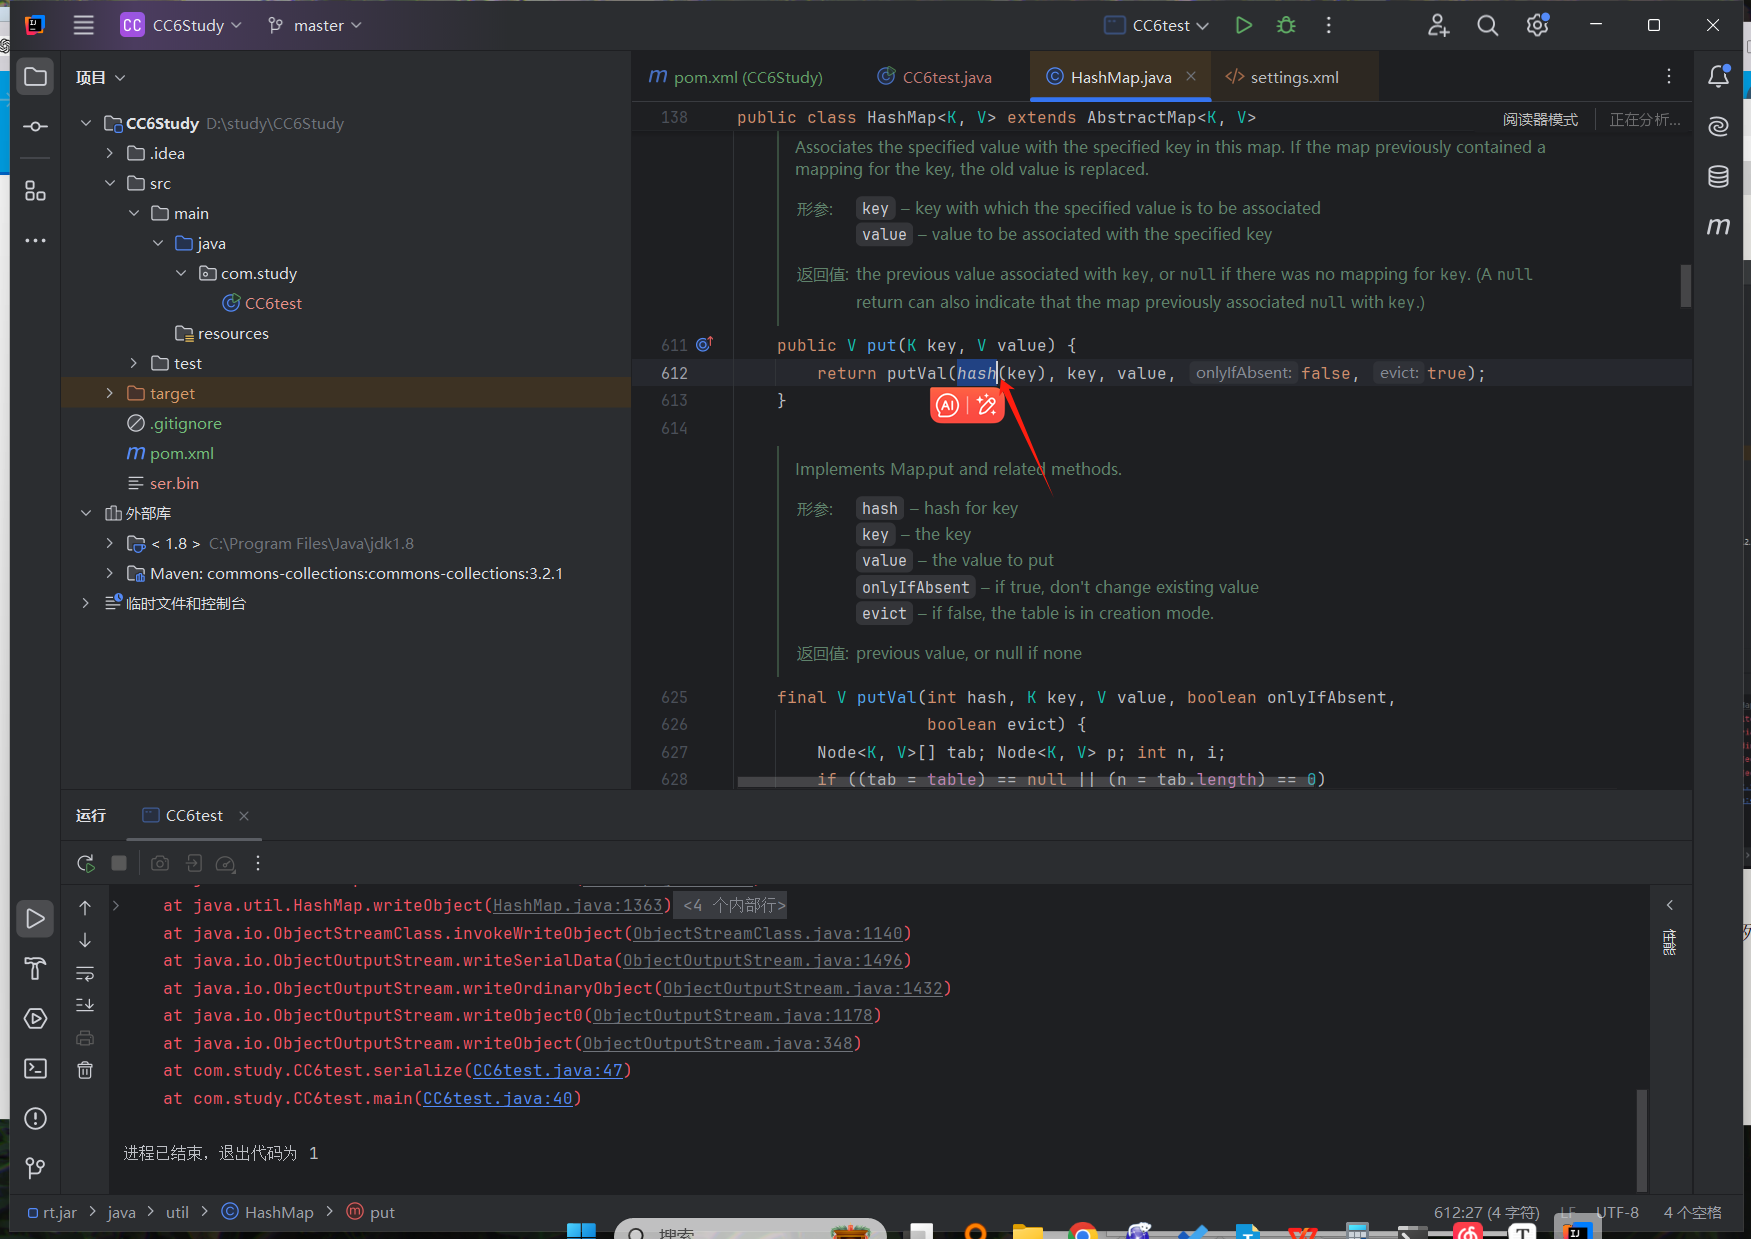 CC CC6Study master CC6test
项目
CC6Study D:\study\CC6Study
.idea
src
main
java
com.study
CC6test
resources
test
target
.gitignore
pom.xml
ser.bin
外部库
< 1.8 > C:\Program Files\Java\jdk1.8
Maven: commons-collections:commons-collections:3.2.1
临时文件和控制台
pom.xml (CC6Study) CC6test.java HashMap.java settings.xml
138 public class HashMap<K, V> extends AbstractMap<K, V> 阅读器模式 正在分析...
Associates the specified value with the specified key in this map. If the map previously contained a
mapping for the key, the old value is replaced.
形参: key – key with which the specified value is to be associated
value – value to be associated with the specified key
返回值: the previous value associated with key, or null if there was no mapping for key. (A null
return can also indicate that the map previously associated null with key.)
611 public V put(K key, V value) {
612 return putVal(hash(key), key, value, onlyIfAbsent: false, evict: true);
613 }
AI
614
Implements Map.put and related methods.
形参: hash – hash for key
key – the key
value – the value to put
onlyIfAbsent – if true, don't change existing value
evict – if false, the table is in creation mode.
返回值: previous value, or null if none
625 final V putVal(int hash, K key, V value, boolean onlyIfAbsent,
626 boolean evict) {
627 Node<K, V>[] tab; Node<K, V> p; int n, i;
628 if ((tab = table) == null || (n = tab.length) == 0)
运行 CC6test
at java.util.HashMap.writeObject(HashMap.java:1363) <4 个内部行>
at java.io.ObjectStreamClass.invokeWriteObject(ObjectStreamClass.java:1140)
at java.io.ObjectOutputStream.writeSerialData(ObjectOutputStream.java:1496)
at java.io.ObjectOutputStream.writeOrdinaryObject(ObjectOutputStream.java:1432)
at java.io.ObjectOutputStream.writeObject0(ObjectOutputStream.java:1178)
at java.io.ObjectOutputStream.writeObject(ObjectOutputStream.java:348)
at com.study.CC6test.serialize(CC6test.java:47)
at com.study.CC6test.main(CC6test.java:40)
进程已结束，退出代码为 1
性能
rt.jar > java > util > HashMap > put 612:27 (4 字符) LF UTF-8 4 个空格
搜索